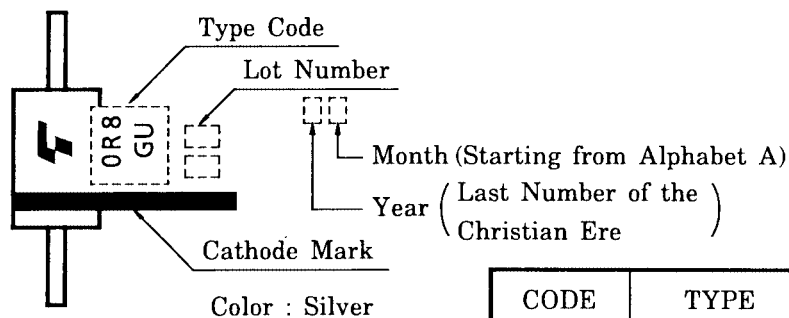 Type Code
Lot Number
0R8
GU
Month (Starting from Alphabet A)
Year (Last Number of the
Christian Ere)
Cathode Mark
Color : Silver
CODE TYPE